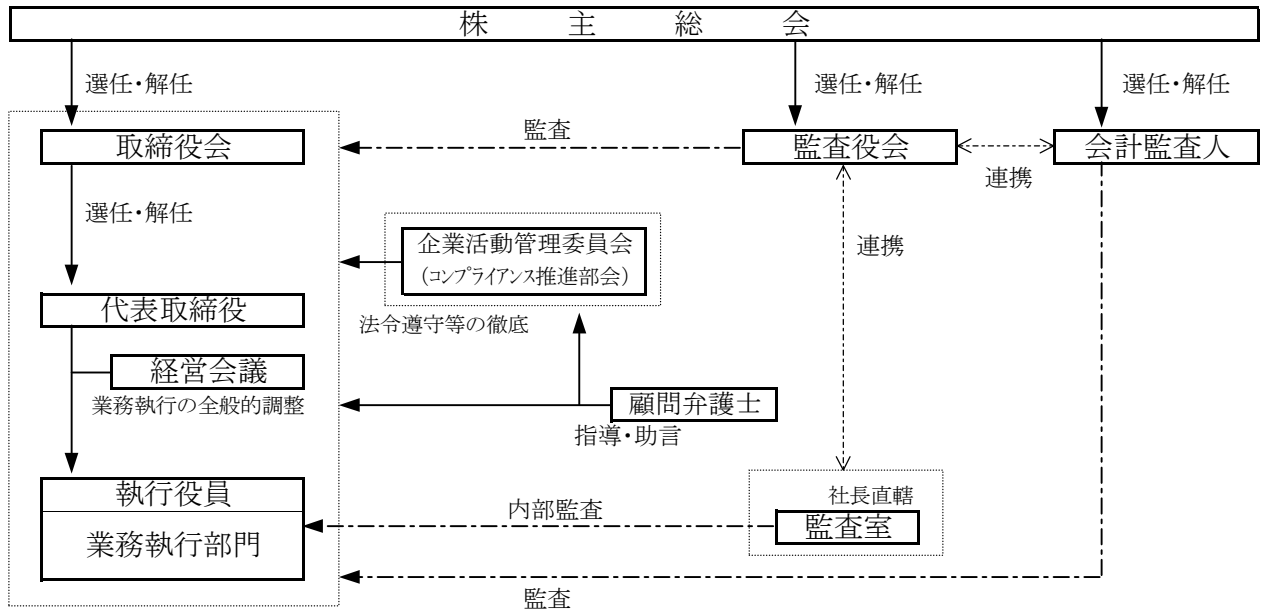 株主総会
選任・解任
選任・解任
選任・解任
取締役会
監査
監査役会
連携
会計監査人
選任・解任
企業活動管理委員会
(コンプライアンス推進部会)
連携
代表取締役
法令遵守等の徹底
経営会議
業務執行の全般的調整
顧問弁護士
指導・助言
執行役員
業務執行部門
内部監査
社長直轄
監査室
監査